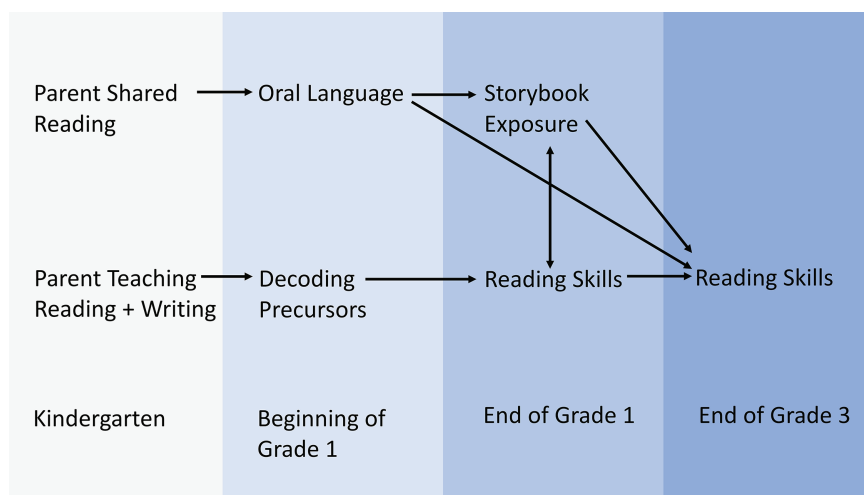 Parent Shared
Reading
Oral Language
Storybook
Exposure
Parent Teaching
Reading + Writing
Decoding
Precursors
Reading Skills
Reading Skills
Kindergarten
Beginning of
Grade 1
End of Grade 1
End of Grade 3